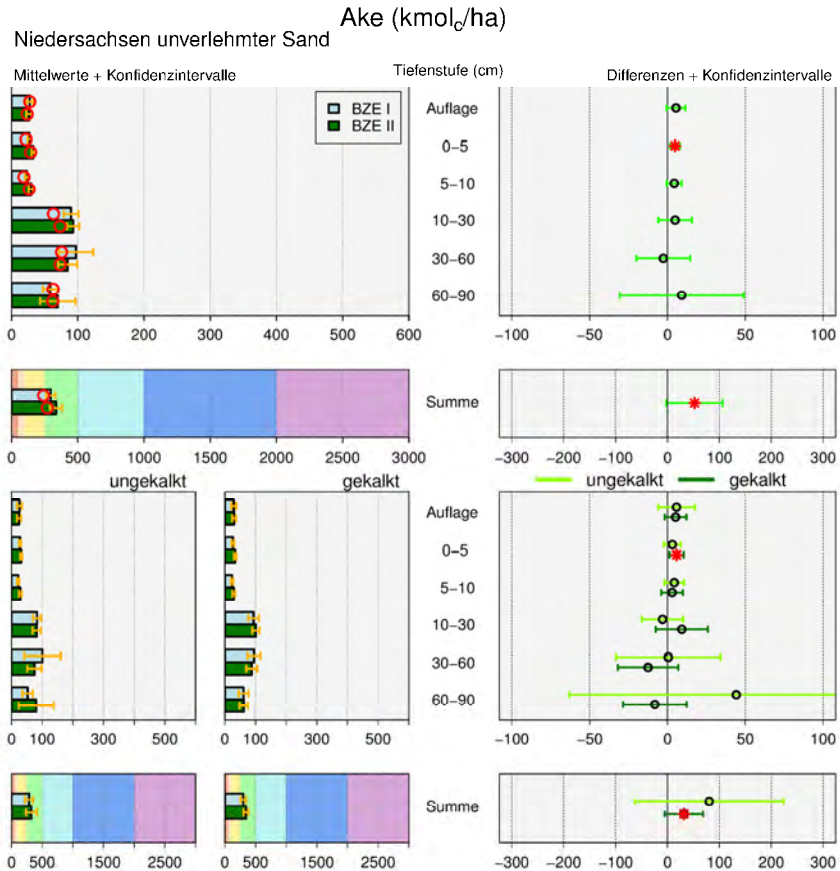 Ake (kmolc/ha)
Niedersachsen unverlehmter Sand
Mittelwerte + Konfidenzintervalle
Tiefenstufe (cm)
Differenzen + Konfidenzintervalle
BZE I
BZE II
Auflage
0−5
5−10
10−30
30−60
60−90
0 100 200 300 400 500 600
−100 −50 0 50 100
Summe
0 500 1000 1500 2000 2500 3000
−300 −200 −100 0 100 200 300
ungekalkt
gekalkt
ungekalkt gekalkt
Auflage
0−5
5−10
10−30
30−60
60−90
0 100 300 500
0 100 300 500
−100 −50 0 50 100
Summe
0 500 1500 2500
0 500 1500 2500
−300 −200 −100 0 100 200 300